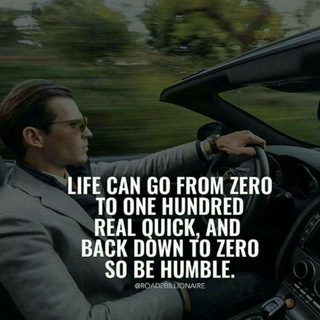 LIFE CAN GO FROM ZERO
TO ONE HUNDRED
REAL QUICK, AND
BACK DOWN TO ZERO
SO BE HUMBLE.
@ROAD2BILLIONAIRE